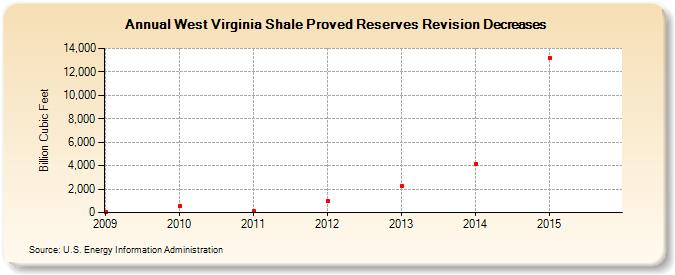 Annual West Virginia Shale Proved Reserves Revision Decreases
Billion Cubic Feet
14,000
12,000
10,000
8,000
6,000
4,000
2,000
0
2009 2010 2011 2012 2013 2014 2015
Source: U.S. Energy Information Administration